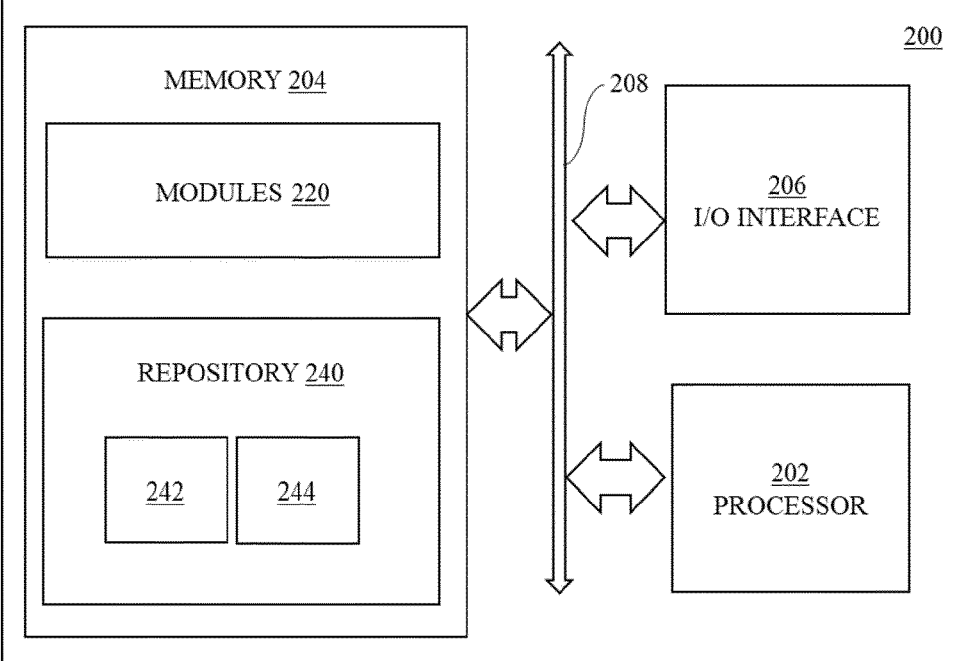 200
MEMORY 204
208
MODULES 220
206
I/O INTERFACE
REPOSITORY 240
242
244
202
PROCESSOR